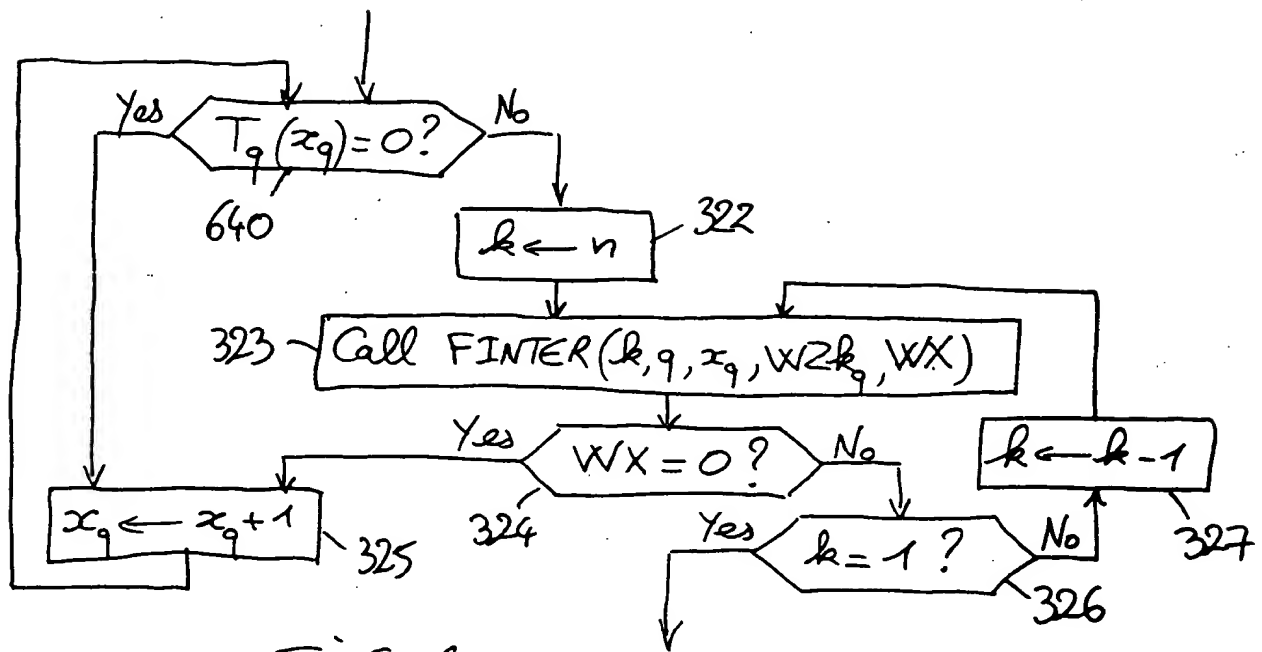 Yes
T_q (x_q) = 0?
No
640
k ← n
322
323
Call FINTER(k, q, x_q, WZk_q, WX)
Yes
WX = 0 ?
No
324
k ← k - 1
327
x_q ← x_q + 1
325
Yes
k = 1 ?
No
326